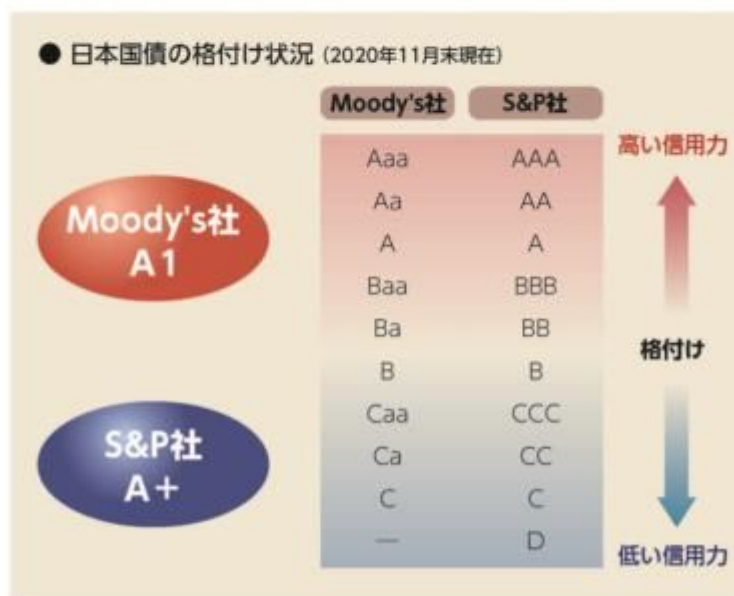 ● 日本国債の格付け状況 (2020年11月末現在)
Moody's社 S&P社
高い信用力
Aaa AAA
Aa AA
A A
Baa BBB
Ba BB
B B
Caa CCC
Ca CC
C C
— D
Moody's社
A1
S&P社
A+
格付け
低い信用力